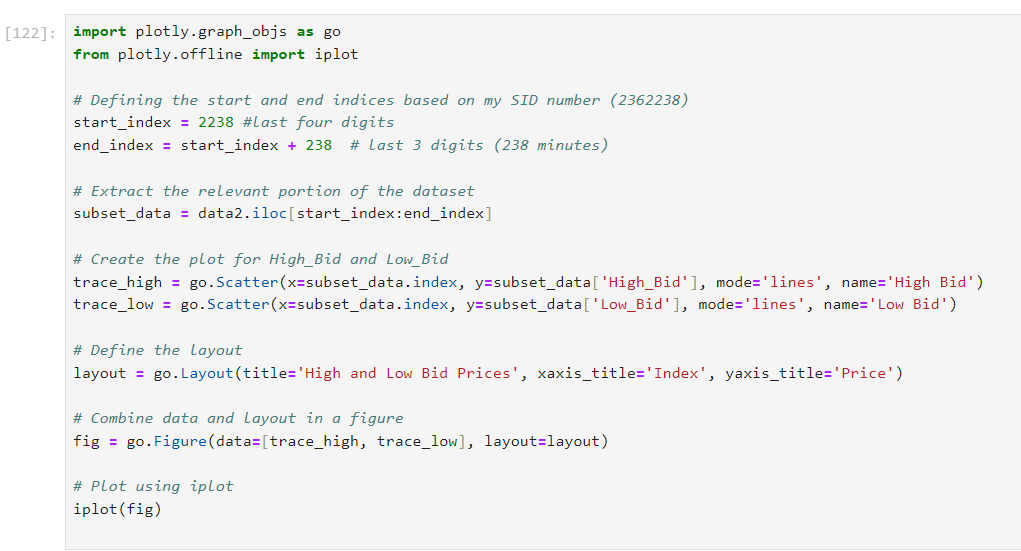 [122]:
import plotly.graph_objs as go
from plotly.offline import iplot
# Defining the start and end indices based on my SID number (2362238)
start_index = 2238 #last four digits
end_index = start_index + 238  # last 3 digits (238 minutes)
# Extract the relevant portion of the dataset
subset_data = data2.iloc[start_index:end_index]
# Create the plot for High_Bid and Low_Bid
trace_high = go.Scatter(x=subset_data.index, y=subset_data['High_Bid'], mode='lines', name='High Bid')
trace_low = go.Scatter(x=subset_data.index, y=subset_data['Low_Bid'], mode='lines', name='Low Bid')
# Define the layout
layout = go.Layout(title='High and Low Bid Prices', xaxis_title='Index', yaxis_title='Price')
# Combine data and layout in a figure
fig = go.Figure(data=[trace_high, trace_low], layout=layout)
# Plot using iplot
iplot(fig)